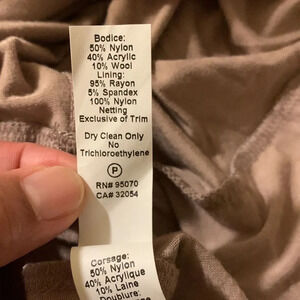 Bodice:
50% Nylon
40% Acrylic
10% Wool
Lining:
95% Rayon
5% Spandex
100% Nylon
Netting
Exclusive of Trim
Dry Clean Only
No
Trichloroethylene
P
RN# 95070
CA# 32054
Corsage:
50% Nylon
40% Acrylique
10% Laine
Doublure: